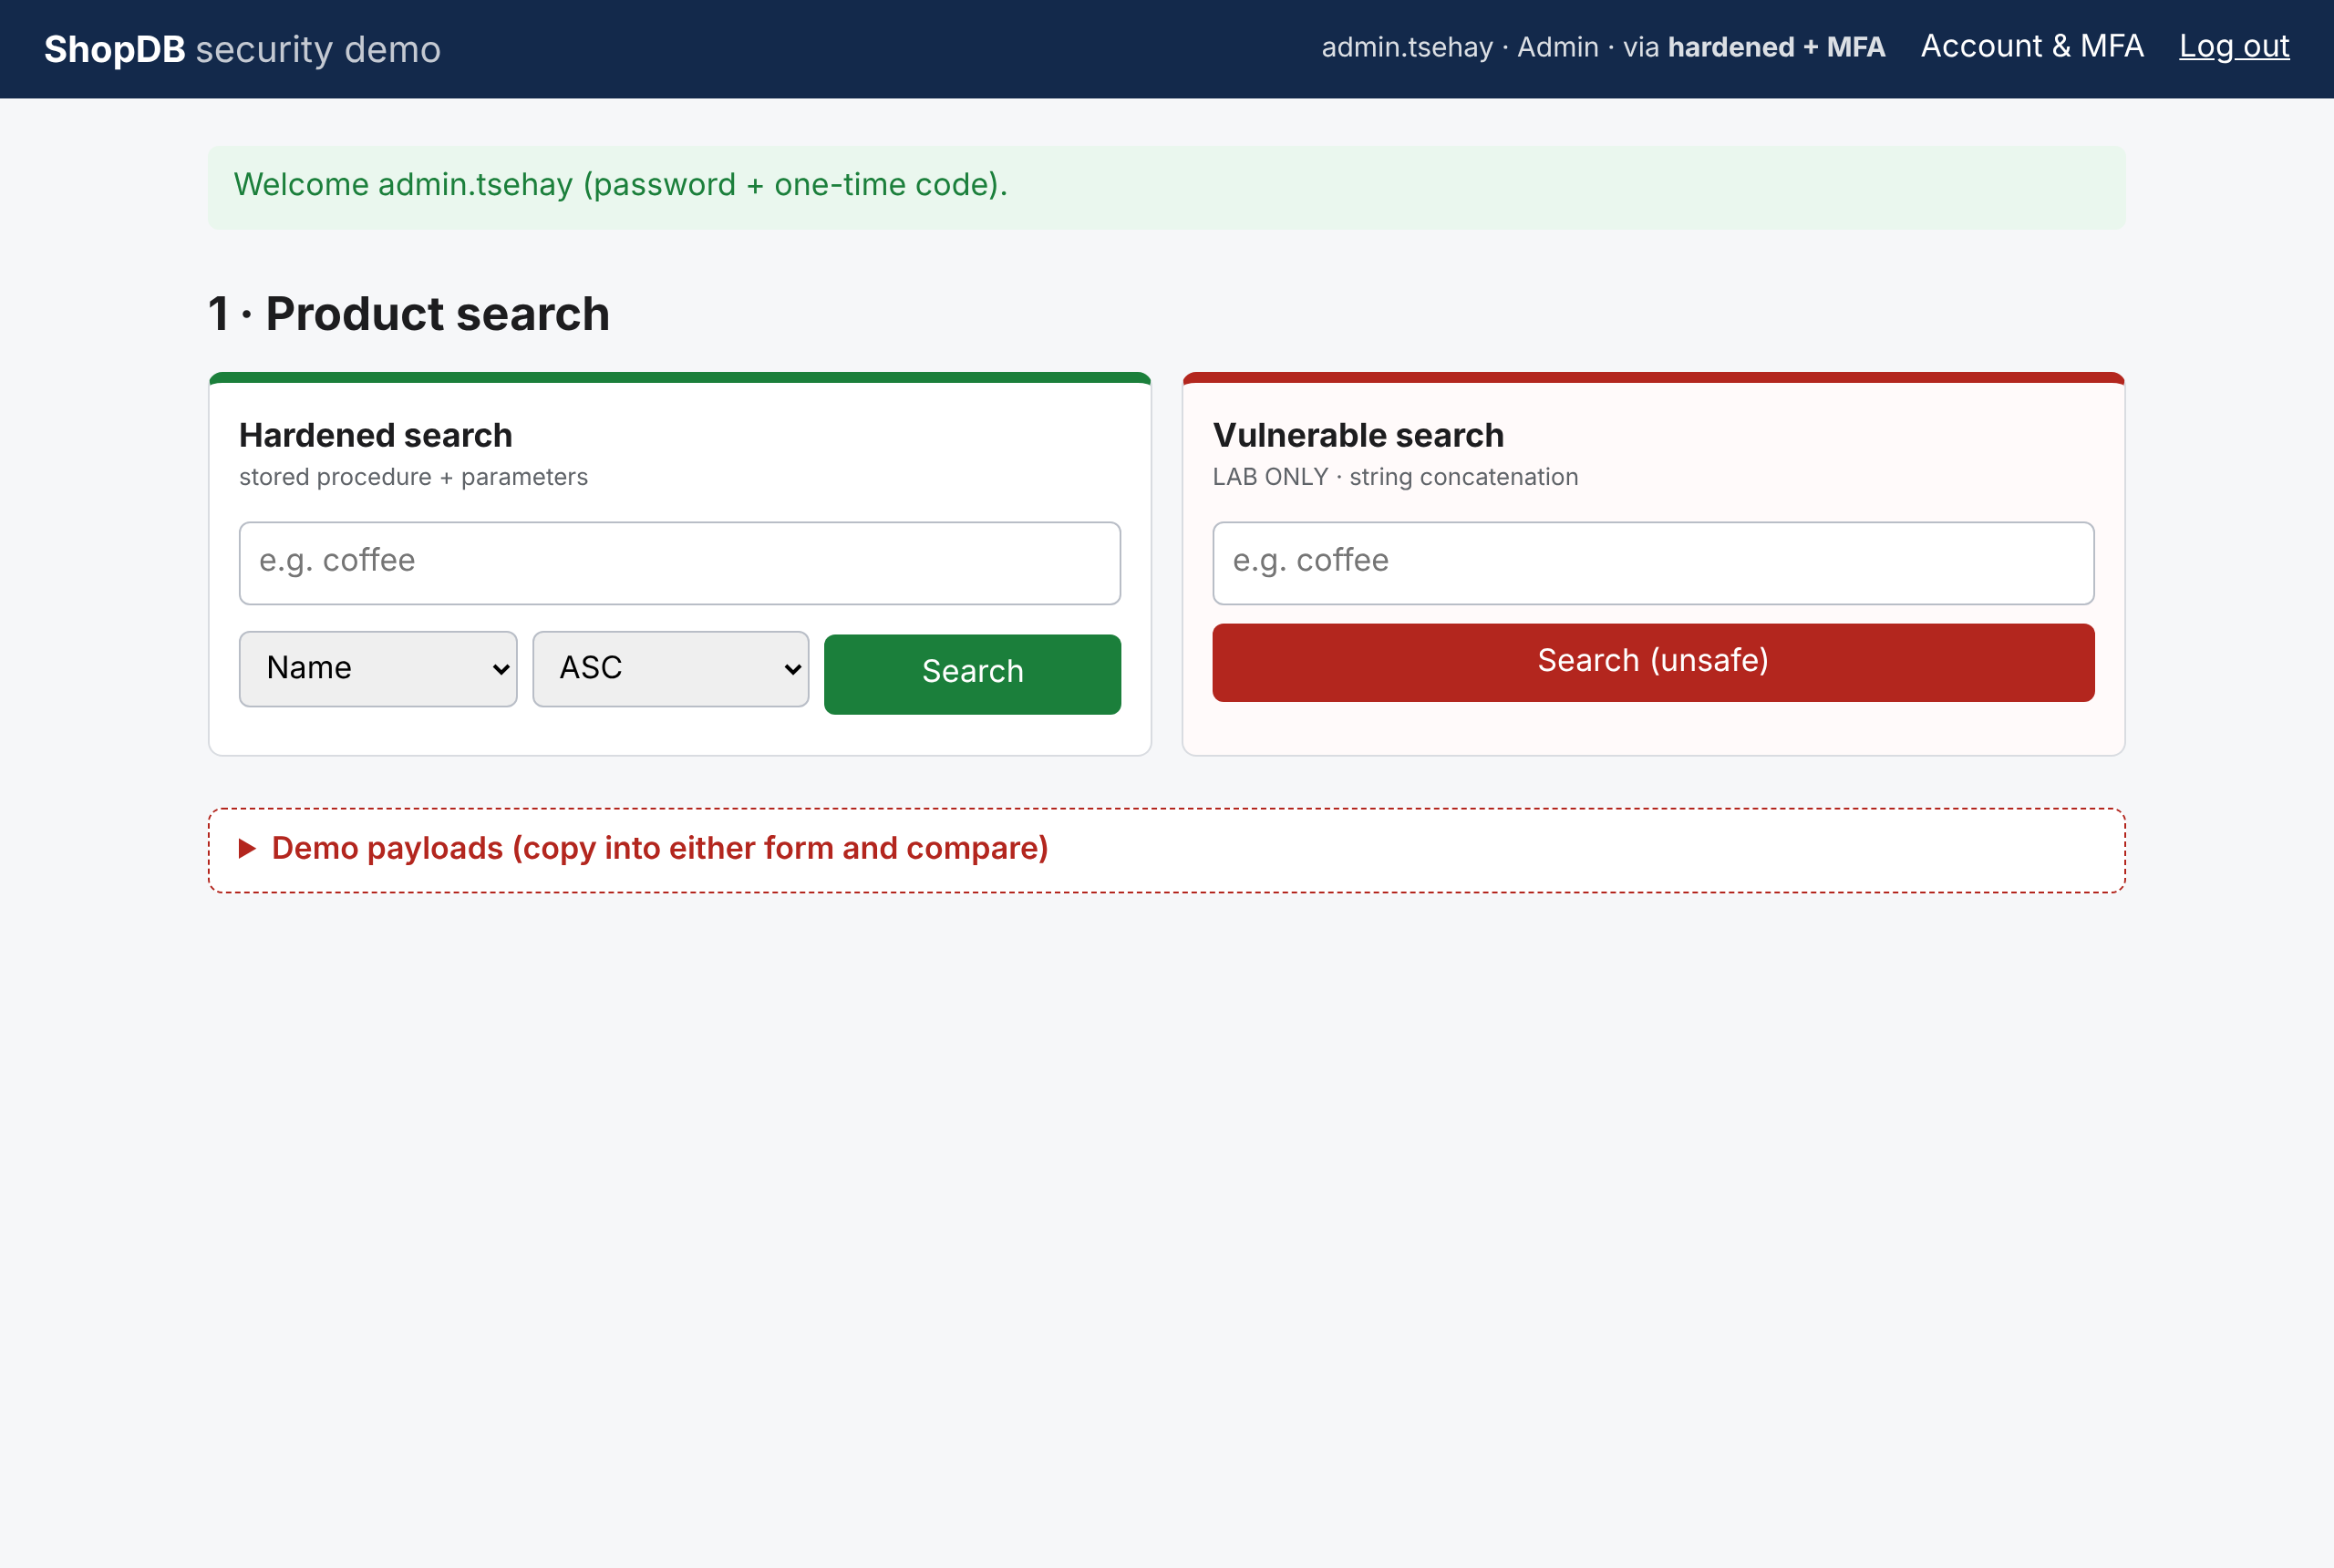 ShopDB security demo
admin.tsehay · Admin · via hardened + MFA
Account & MFA
Log out
Welcome admin.tsehay (password + one-time code).
1 · Product search
Hardened search
stored procedure + parameters
e.g. coffee
Name
ASC
Search
Vulnerable search
LAB ONLY · string concatenation
e.g. coffee
Search (unsafe)
Demo payloads (copy into either form and compare)